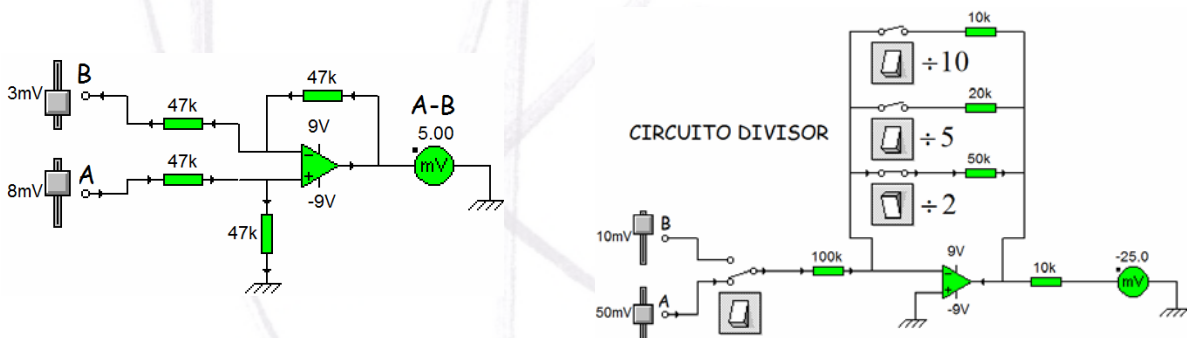 B
3mV
47k
47k
A-B
5.00
mV
9V
A
8mV
47k
-9V
47k
10k
÷10
20k
CIRCUITO DIVISOR
÷5
50k
÷2
B
10mV
100k
9V
-25.0
10k
mV
A
50mV
-9V